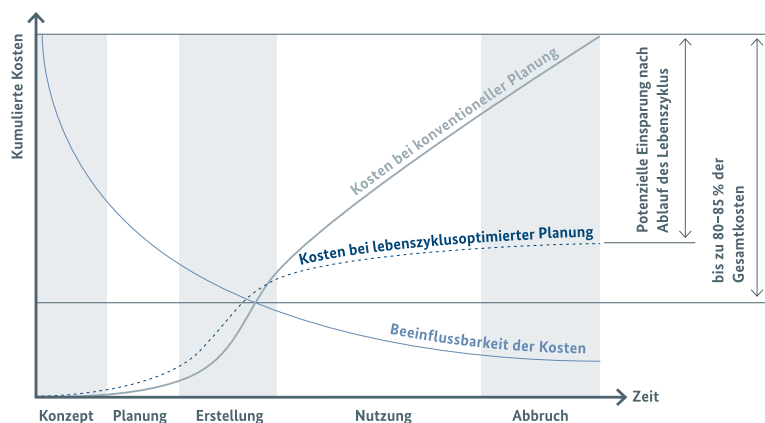 Kumulierte Kosten
Kosten bei konventioneller Planung
Kosten bei lebenszyklusoptimierter Planung
Beeinflussbarkeit der Kosten
Potenzielle Einsparung nach
Ablauf des Lebenszyklus
bis zu 80–85 % der
Gesamtkosten
Zeit
Konzept
Planung
Erstellung
Nutzung
Abbruch